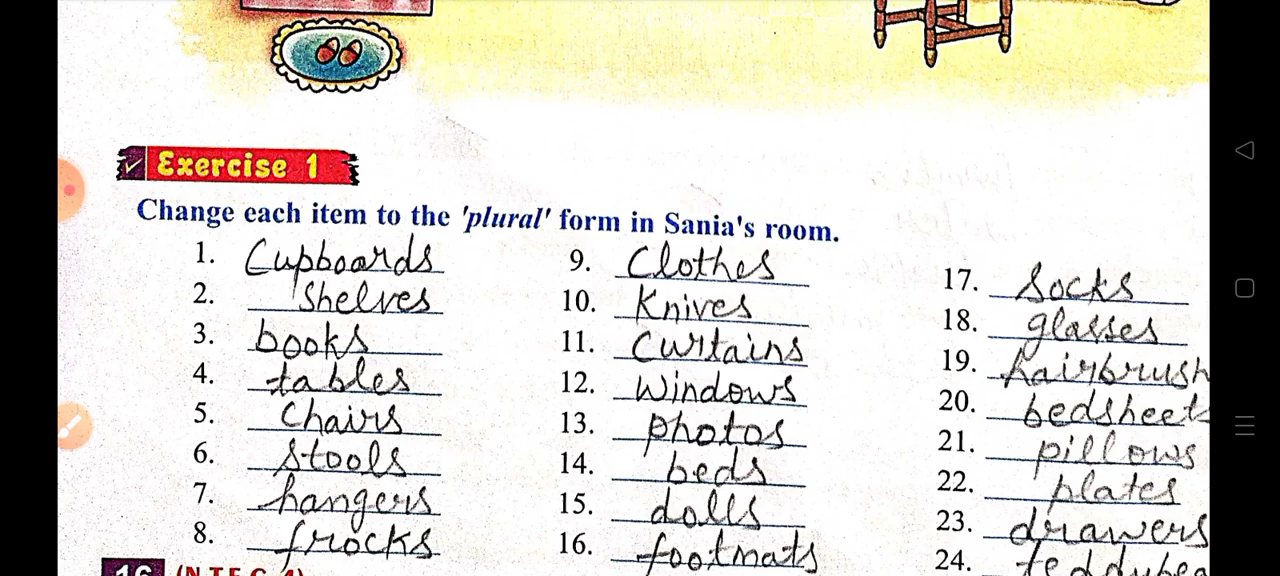 Exercise 1
Change each item to the 'plural' form in Sania's room.
1. Cupboards
2. Shelves
3. books
4. tables
5. Chairs
6. Stools
7. hangers
8. frocks
9. Clothes
10. Knives
11. Curtains
12. Windows
13. photos
14. beds
15. dolls
16. footmats
17. Socks
18. glasses
19. hairbrush
20. bedsheets
21. pillows
22. plates
23. drawers
24.
16 (N.T.F.C-4)